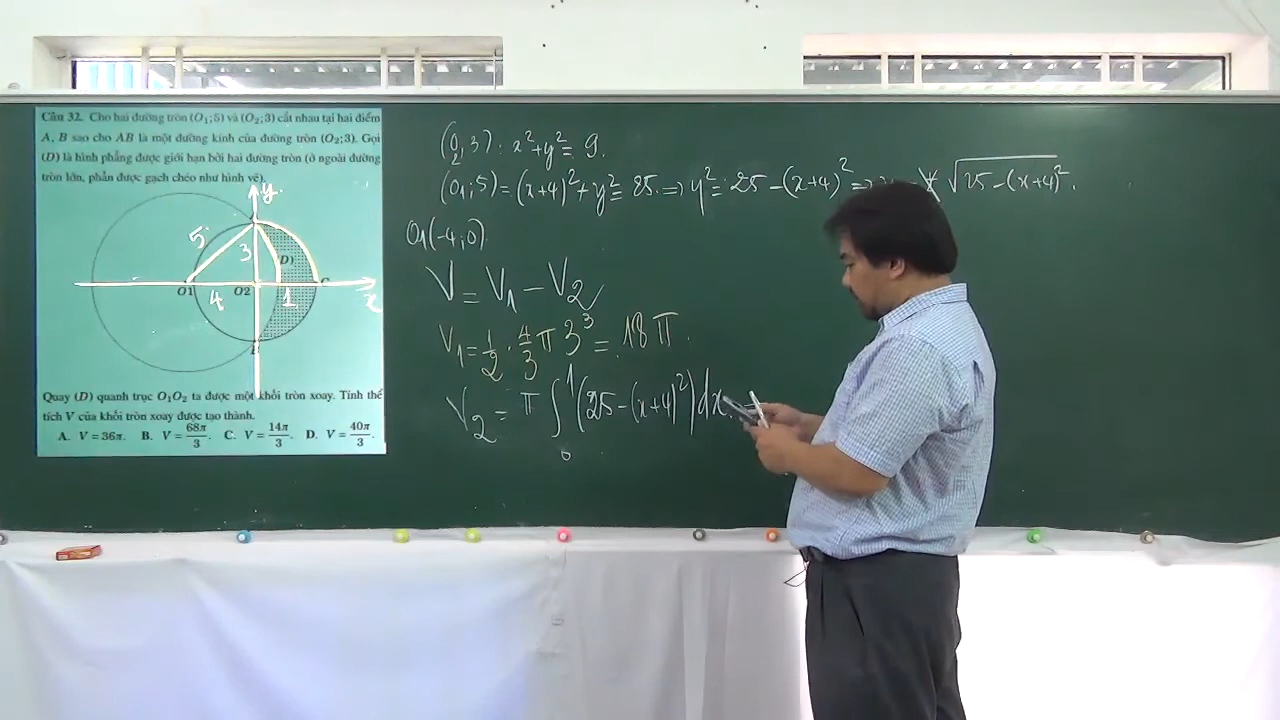 Câu 32. Cho hai đường tròn (O₁;5) và (O₂;3) cắt nhau tại hai điểm
A, B sao cho AB là một đường kính của đường tròn (O₂;3). Gọi
(D) là hình phẳng được giới hạn bởi hai đường tròn (ở ngoài đường
tròn lớn, phần được gạch chéo như hình vẽ).
y
5
3
D)
O1
O2
C
4
1
x
Quay (D) quanh trục O₁O₂ ta được một khối tròn xoay. Tính thể
tích V của khối tròn xoay được tạo thành.
A. V = 36π. B. V = 68π/3. C. V = 14π/3. D. V = 40π/3.
(O₂, 3) : x² + y² = 9.
(O₁; 5) = (x+4)² + y² = 25 ⇒ y² = 25 − (x+4)² ⇒ √25 − (x+4)².
O₁(−4; 0)
V = V₁ − V₂
V₁ = 1/2 . 4/3 π 3³ = 18π.
V₂ = π ∫₀¹ (25 − (x+4)²) dx =